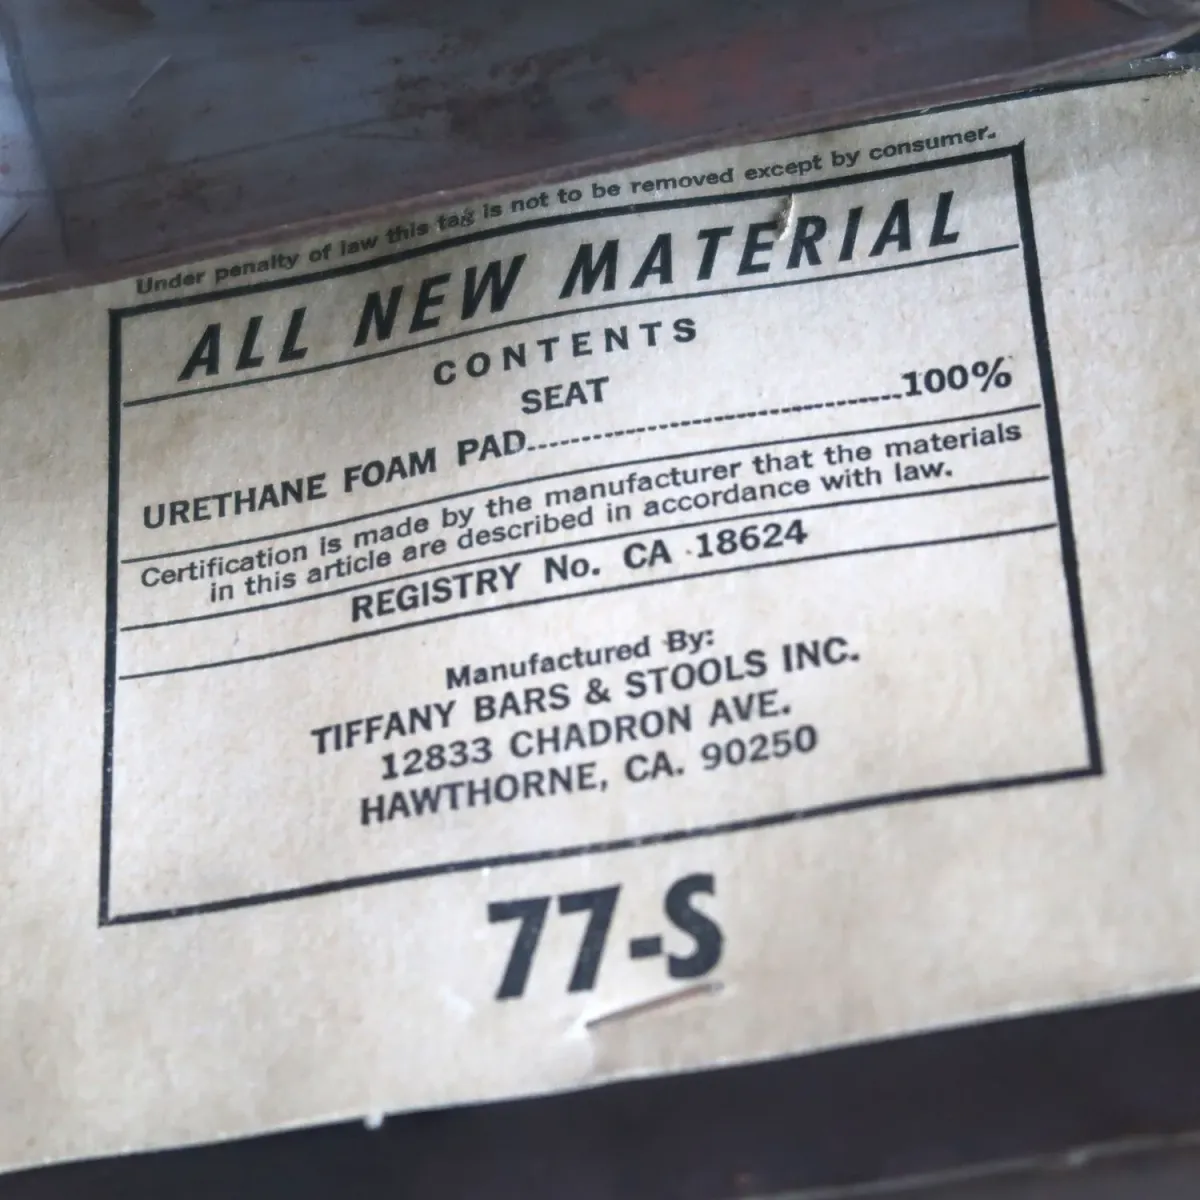 Under penalty of law this tag is not to be removed except by consumer.
ALL NEW MATERIAL
CONTENTS
SEAT
URETHANE FOAM PAD........................................100%
Certification is made by the manufacturer that the materials
in this article are described in accordance with law.
REGISTRY No. CA 18624
Manufactured By:
TIFFANY BARS & STOOLS INC.
12833 CHADRON AVE.
HAWTHORNE, CA. 90250
77-S